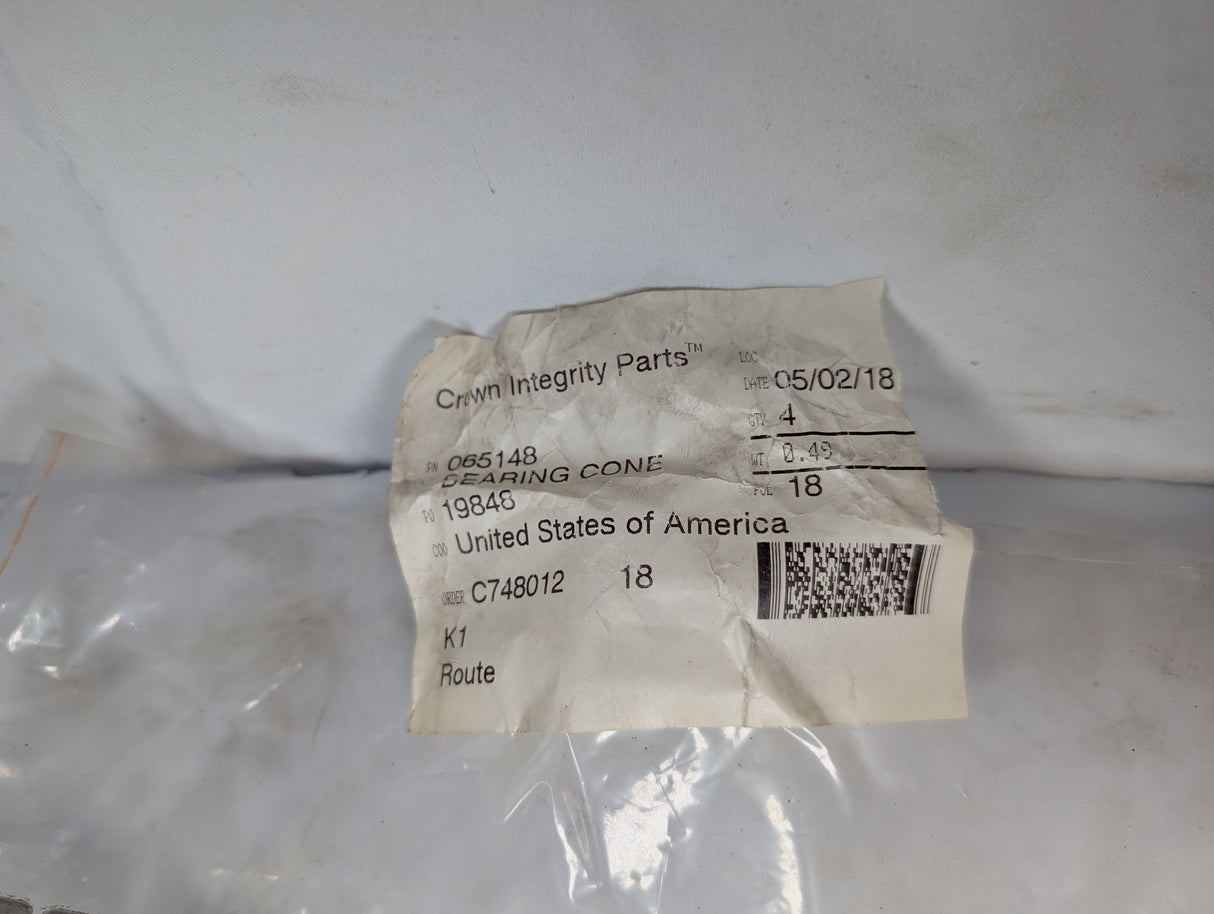 Crown Integrity Parts™
LOC
DATE 05/02/18
QTY 4
PN 065148
BEARING CONE
WT 0.49
PO 19848
18
COO United States of America
ORDER C748012 18
K1
Route